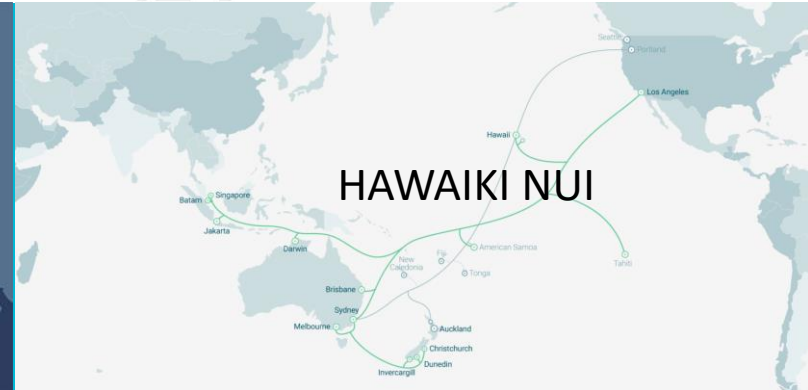 Seattle
Portland
Los Angeles
Hawaii
HAWAIKI NUI
Singapore
Batam
Jakarta
Darwin
American Samoa
Fiji
New
Caledonia
Tonga
Tahiti
Brisbane
Sydney
Melbourne
Auckland
Christchurch
Dunedin
Invercargill